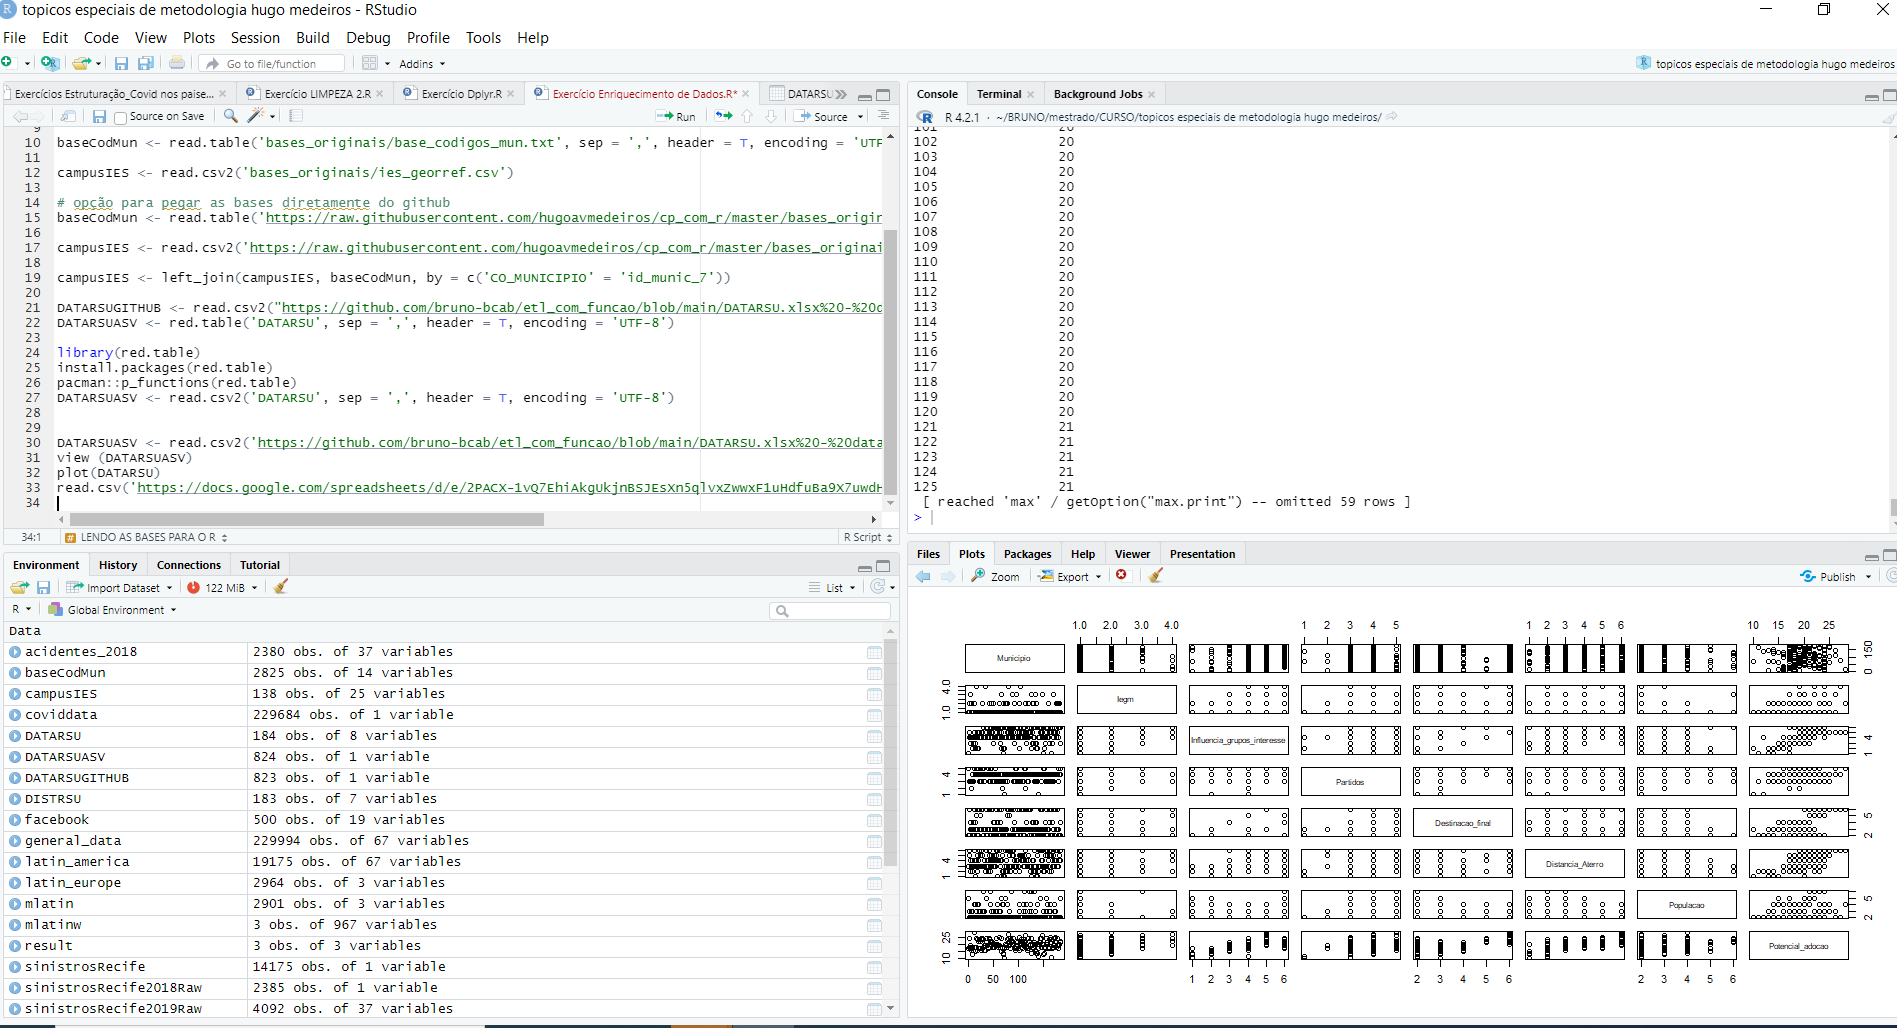 topicos especiais de metodologia hugo medeiros - RStudio
File Edit Code View Plots Session Build Debug Profile Tools Help
Go to file/function Addins topicos especiais de metodologia hugo medeiros
Exercícios Estruturação_Covid nos paise... Exercício LIMPEZA 2.R Exercício Dplyr.R Exercício Enriquecimento de Dados.R* DATARSU
Source on Save Run Source
9
10 baseCodMun <- read.table('bases_originais/base_codigos_mun.txt', sep = ',', header = T, encoding = 'UTF
11
12 campusIES <- read.csv2('bases_originais/ies_georref.csv')
13
14 # opção para pegar as bases diretamente do github
15 baseCodMun <- read.table('https://raw.githubusercontent.com/hugoavmedeiros/cp_com_r/master/bases_origin
16
17 campusIES <- read.csv2('https://raw.githubusercontent.com/hugoavmedeiros/cp_com_r/master/bases_originai
18
19 campusIES <- left_join(campusIES, baseCodMun, by = c('CO_MUNICIPIO' = 'id_munic_7'))
20
21 DATARSUGITHUB <- read.csv2("https://github.com/bruno-bcab/etl_com_funcao/blob/main/DATARSU.xlsx%20-%20d
22 DATARSUASV <- red.table('DATARSU', sep = ',', header = T, encoding = 'UTF-8')
23
24 library(red.table)
25 install.packages(red.table)
26 pacman::p_functions(red.table)
27 DATARSUASV <- read.csv2('DATARSU', sep = ',', header = T, encoding = 'UTF-8')
28
29
30 DATARSUASV <- read.csv2('https://github.com/bruno-bcab/etl_com_funcao/blob/main/DATARSU.xlsx%20-%20data
31 view (DATARSUASV)
32 plot(DATARSU)
33 read.csv('https://docs.google.com/spreadsheets/d/e/2PACX-1vQ7EhiAkgUkjnBSJEsXn5qlvxZwwxF1uHdfuBa9X7uwdH
34
34:1 LENDO AS BASES PARA O R R Script
Environment History Connections Tutorial
Import Dataset 122 MiB List
R Global Environment
Data
acidentes_2018 2380 obs. of 37 variables
baseCodMun 2825 obs. of 14 variables
campusIES 138 obs. of 25 variables
coviddata 229684 obs. of 1 variable
DATARSU 184 obs. of 8 variables
DATARSUASV 824 obs. of 1 variable
DATARSUGITHUB 823 obs. of 1 variable
DISTRSU 183 obs. of 7 variables
facebook 500 obs. of 19 variables
general_data 229994 obs. of 67 variables
latin_america 19175 obs. of 67 variables
latin_europe 2964 obs. of 3 variables
mlatin 2901 obs. of 3 variables
mlatinw 3 obs. of 967 variables
result 3 obs. of 3 variables
sinistrosRecife 14175 obs. of 1 variable
sinistrosRecife2018Raw 2385 obs. of 1 variable
sinistrosRecife2019Raw 4092 obs. of 37 variables
Console Terminal Background Jobs
R 4.2.1 · ~/BRUNO/mestrado/CURSO/topicos especiais de metodologia hugo medeiros/
101 20
102 20
103 20
104 20
105 20
106 20
107 20
108 20
109 20
110 20
111 20
112 20
113 20
114 20
115 20
116 20
117 20
118 20
119 20
120 20
121 21
122 21
123 21
124 21
125 21
[ reached 'max' / getOption("max.print") -- omitted 59 rows ]
>
Files Plots Packages Help Viewer Presentation
Zoom Export Publish
1.0 2.0 3.0 4.0 1 2 3 4 5 1 2 3 4 5 6 10 15 20 25
Municipio 0 150
1.0 4.0 Iegm
Influencia_grupos_interesse 1 4
1 4 Partidos
Destinacao_final 2 5
1 4 Distancia_Aterro
Populacao 2 5
10 25 Potencial_adocao
0 50 100 1 2 3 4 5 6 2 3 4 5 6 2 3 4 5 6